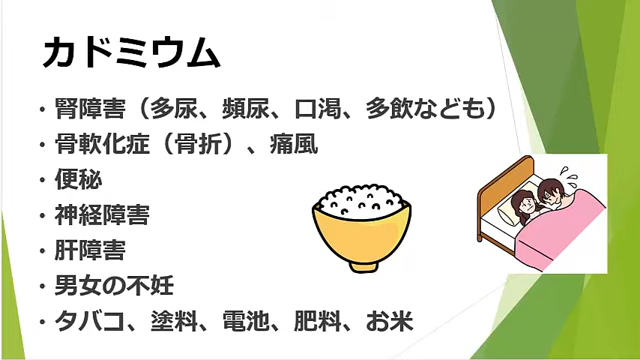 カドミウム
・腎障害（多尿、頻尿、口渇、多飲なども）
・骨軟化症（骨折）、痛風
・便秘
・神経障害
・肝障害
・男女の不妊
・タバコ、塗料、電池、肥料、お米